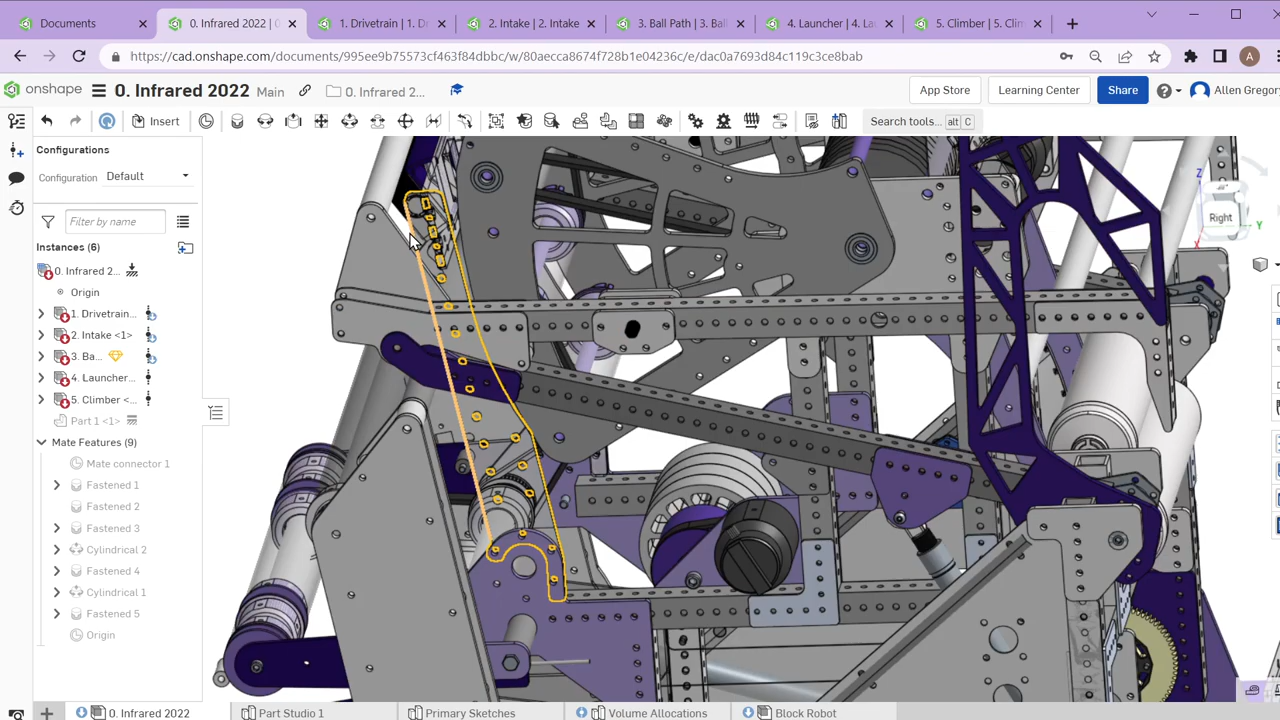 Documents
0. Infrared 2022 |
1. Drivetrain | 1. D
2. Intake | 2. Intake
3. Ball Path | 3. Bal
4. Launcher | 4. La
5. Climber | 5. Clim
https://cad.onshape.com/documents/995ee9b75573cf463f84dbbc/w/80aecca8674f728b1e04236c/e/dac0a7693d84c119c3ce8bab
A
onshape
0. Infrared 2022
Main
0. Infrared 2...
App Store
Learning Center
Share
Allen Gregory
Insert
Search tools...
alt
C
Configurations
Configuration
Default
Filter by name
Instances (6)
0. Infrared 2...
Origin
1. Drivetrain...
2. Intake <1>
3. Ba...
4. Launcher...
5. Climber <...
Part 1 <1>
Mate Features (9)
Mate connector 1
Fastened 1
Fastened 2
Fastened 3
Cylindrical 2
Fastened 4
Cylindrical 1
Fastened 5
Origin
Z
Right
Y
X
0. Infrared 2022
Part Studio 1
Primary Sketches
Volume Allocations
Block Robot